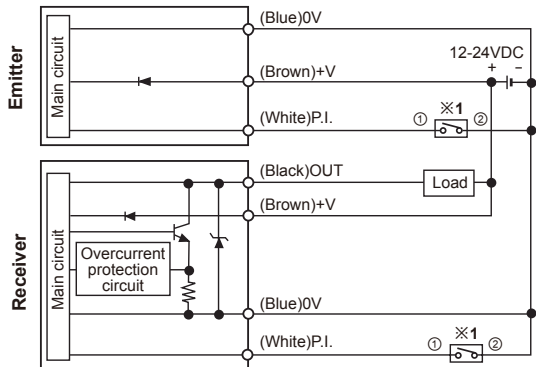 Emitter
Main circuit
(Blue)0V
12-24VDC
+ −
(Brown)+V
※1
(White)P.I.
① ②
Receiver
Main circuit
(Black)OUT
Load
(Brown)+V
Overcurrent
protection
circuit
(Blue)0V
※1
(White)P.I.
① ②